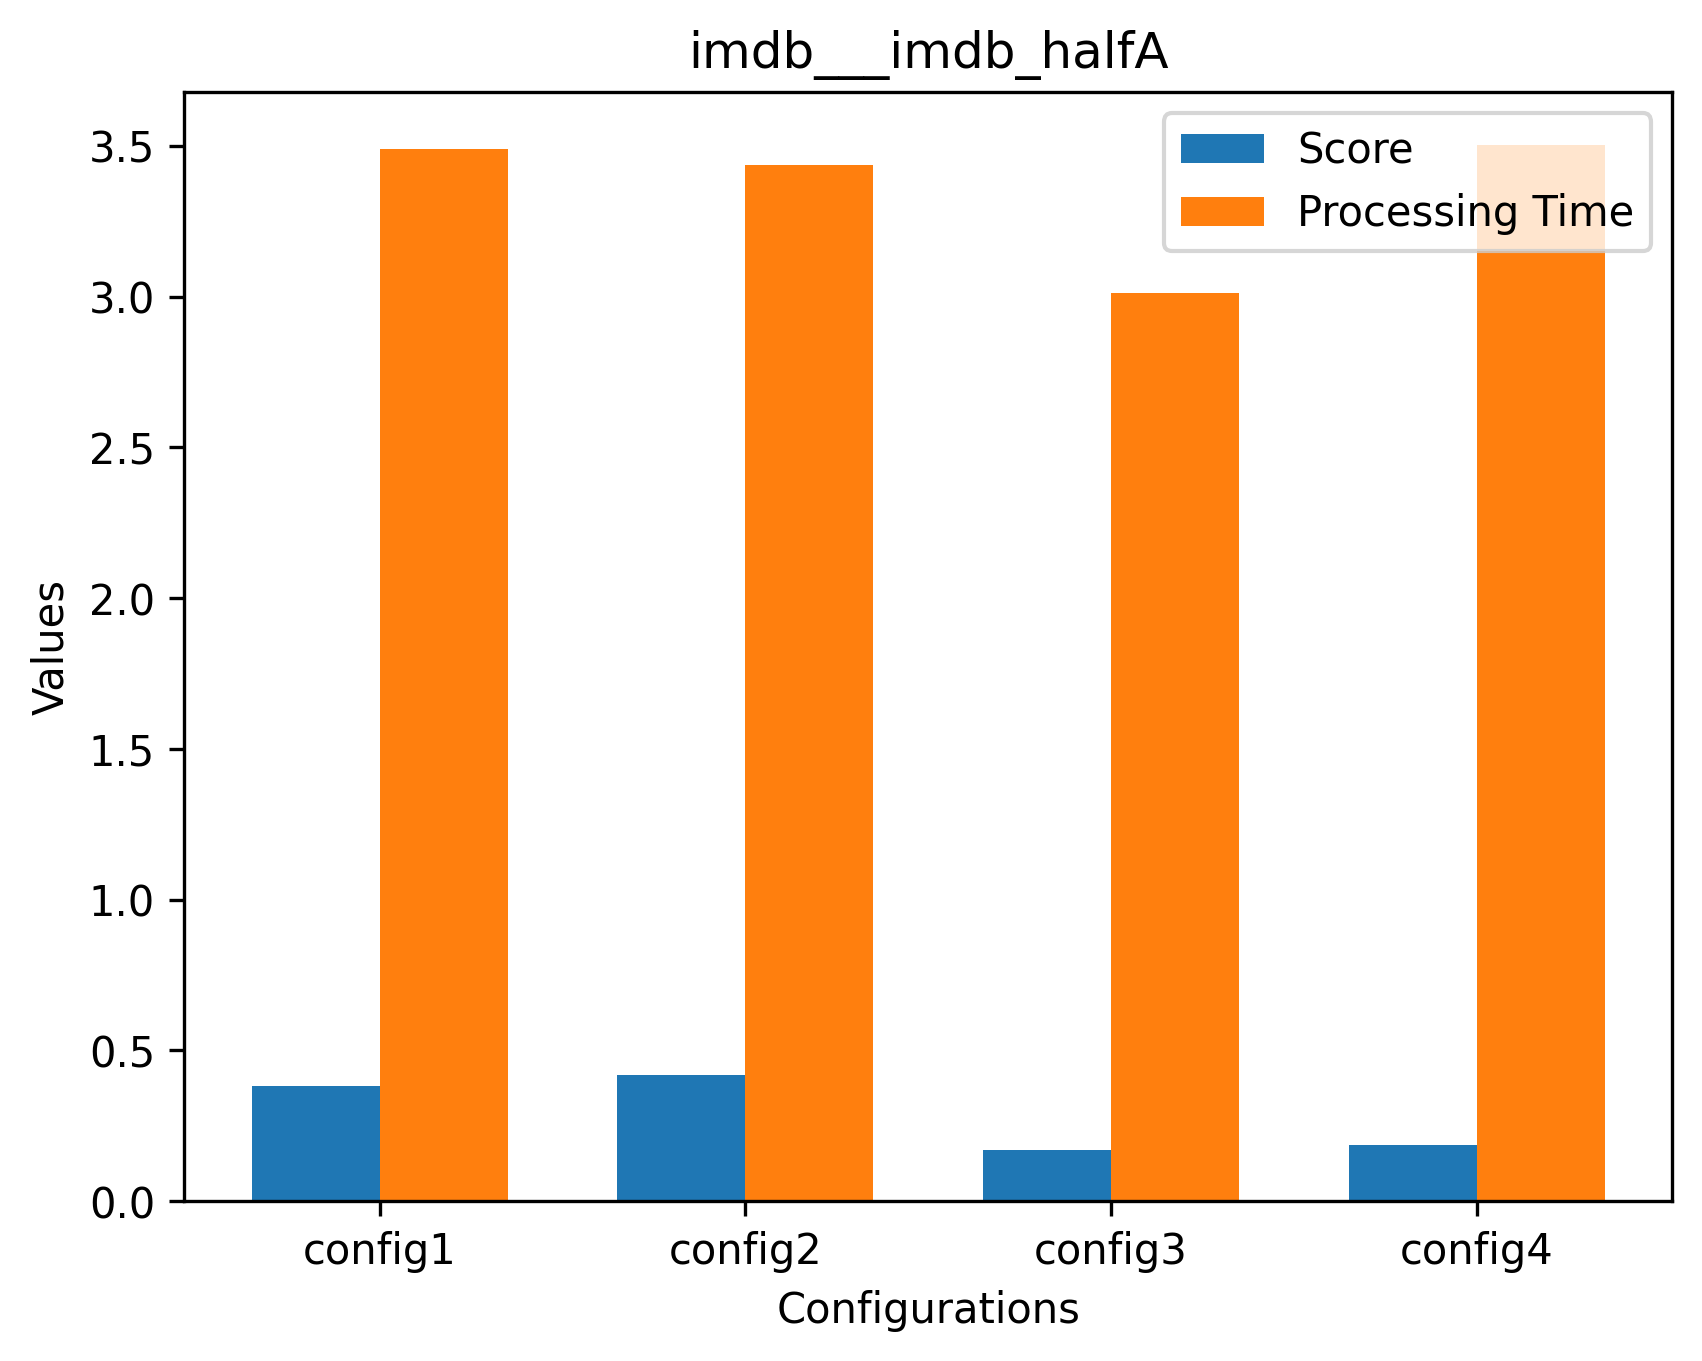 imdb___imdb_halfA
Score
Processing Time
3.5
3.0
2.5
2.0
1.5
1.0
0.5
0.0
Values
config1 config2 config3 config4
Configurations